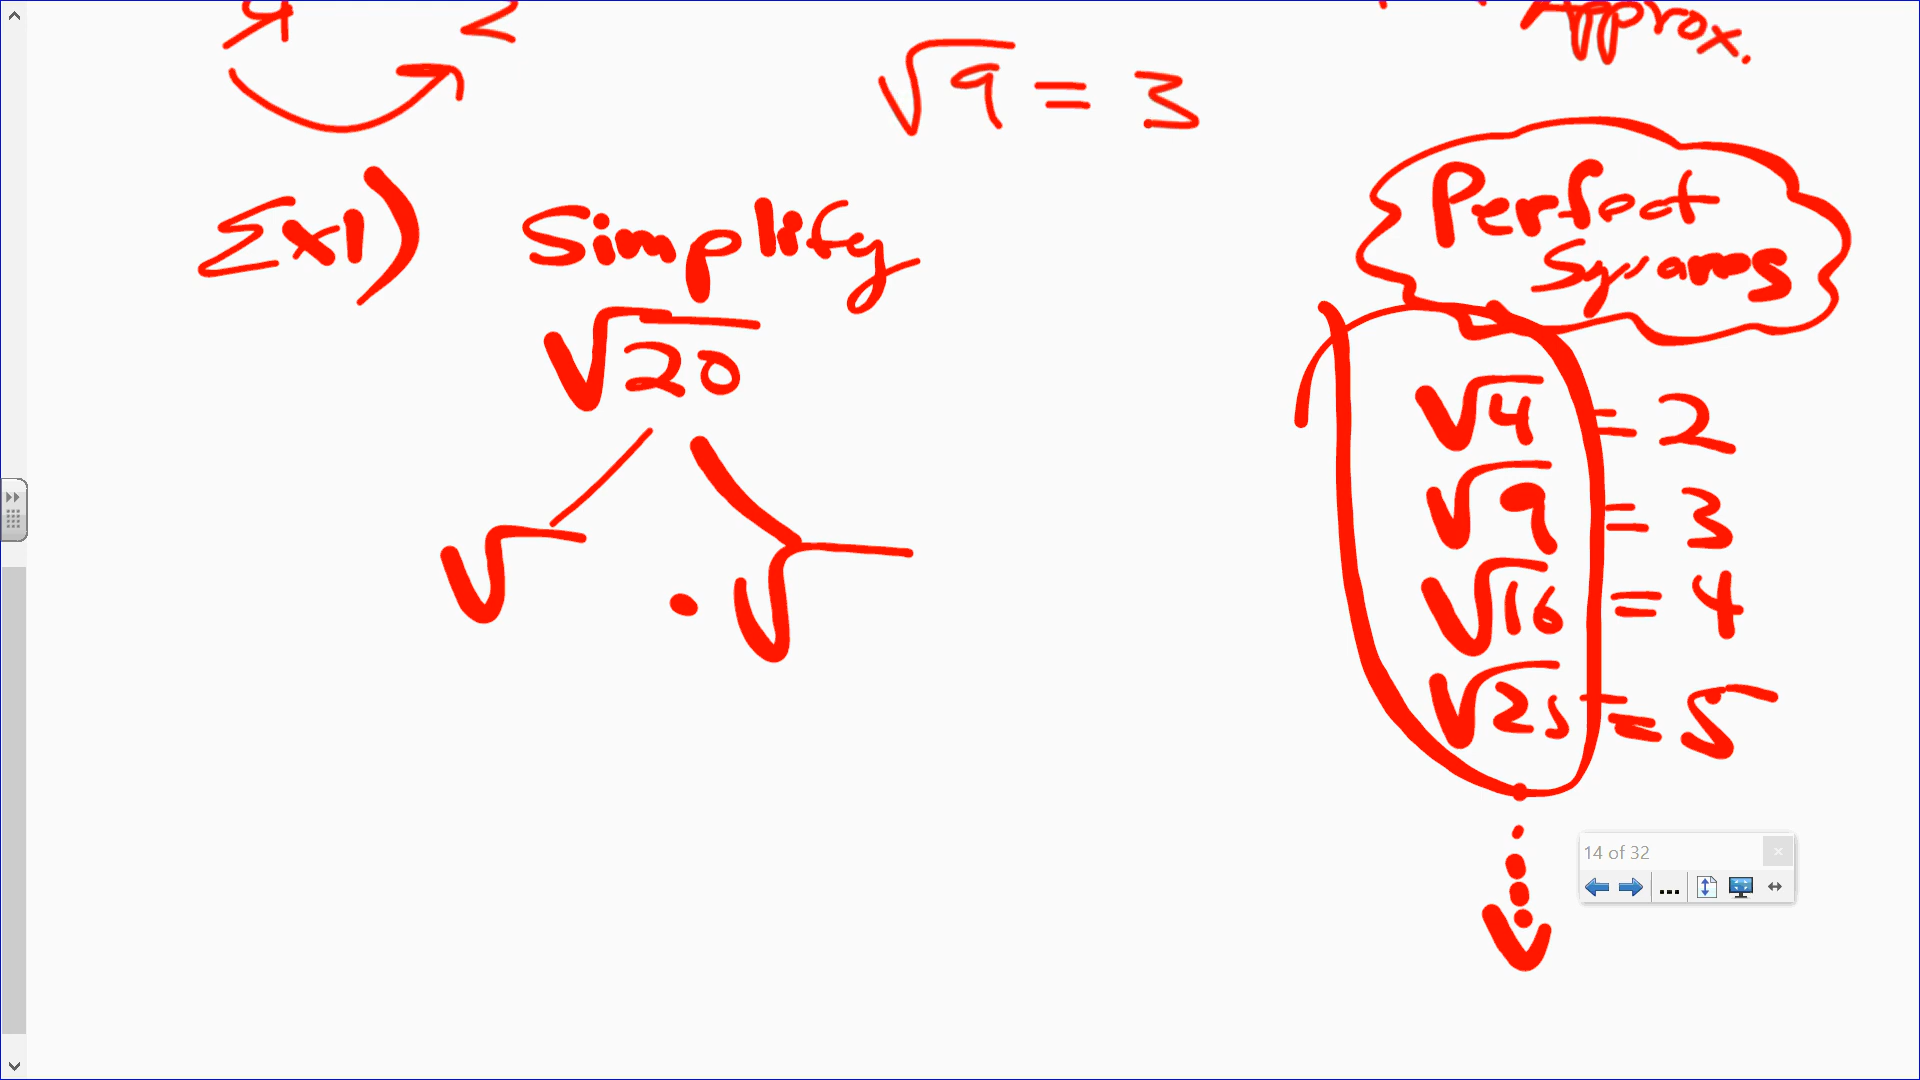 Approx.
√9 = 3
Ex1) Simplify
√20
√ · √
Perfect
Squares
√4 = 2
√9 = 3
√16 = 4
√25 = 5
14 of 32